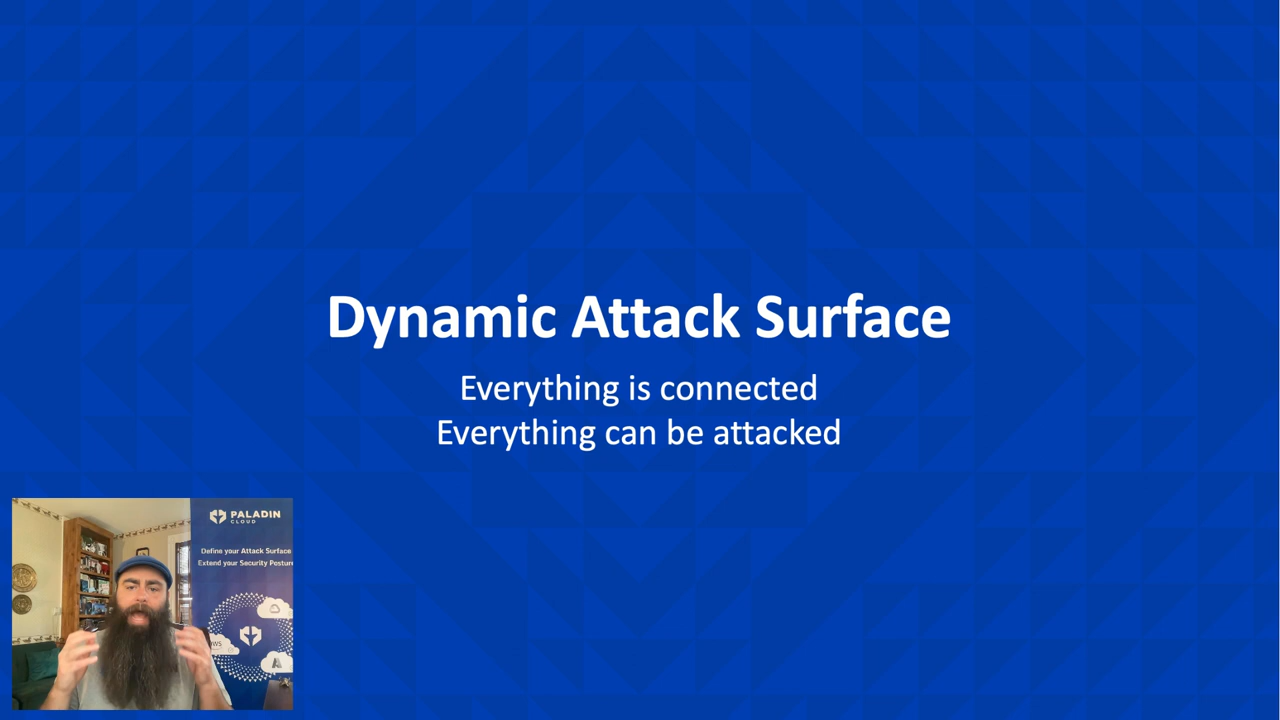 Dynamic Attack Surface
Everything is connected
Everything can be attacked
PALADIN
CLOUD
Define your Attack Surface
Extend your Security Posture